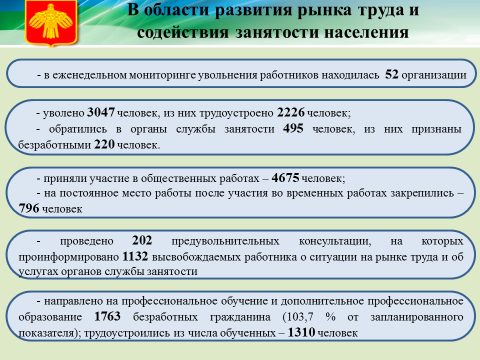 В области развития рынка труда и
содействия занятости населения
- в еженедельном мониторинге увольнения работников находилась 52 организации
- уволено 3047 человек, из них трудоустроено 2226 человек;
- обратились в органы службы занятости 495 человек, из них признаны
безработными 220 человек.
- приняли участие в общественных работах – 4675 человек;
- на постоянное место работы после участия во временных работах закрепились –
796 человек
- проведено 202 предувольнительных консультации, на которых
проинформировано 1132 высвобождаемых работника о ситуации на рынке труда и об
услугах органов службы занятости
- направлено на профессиональное обучение и дополнительное профессиональное
образование 1763 безработных гражданина (103,7 % от запланированного
показателя); трудоустроились из числа обученных – 1310 человек